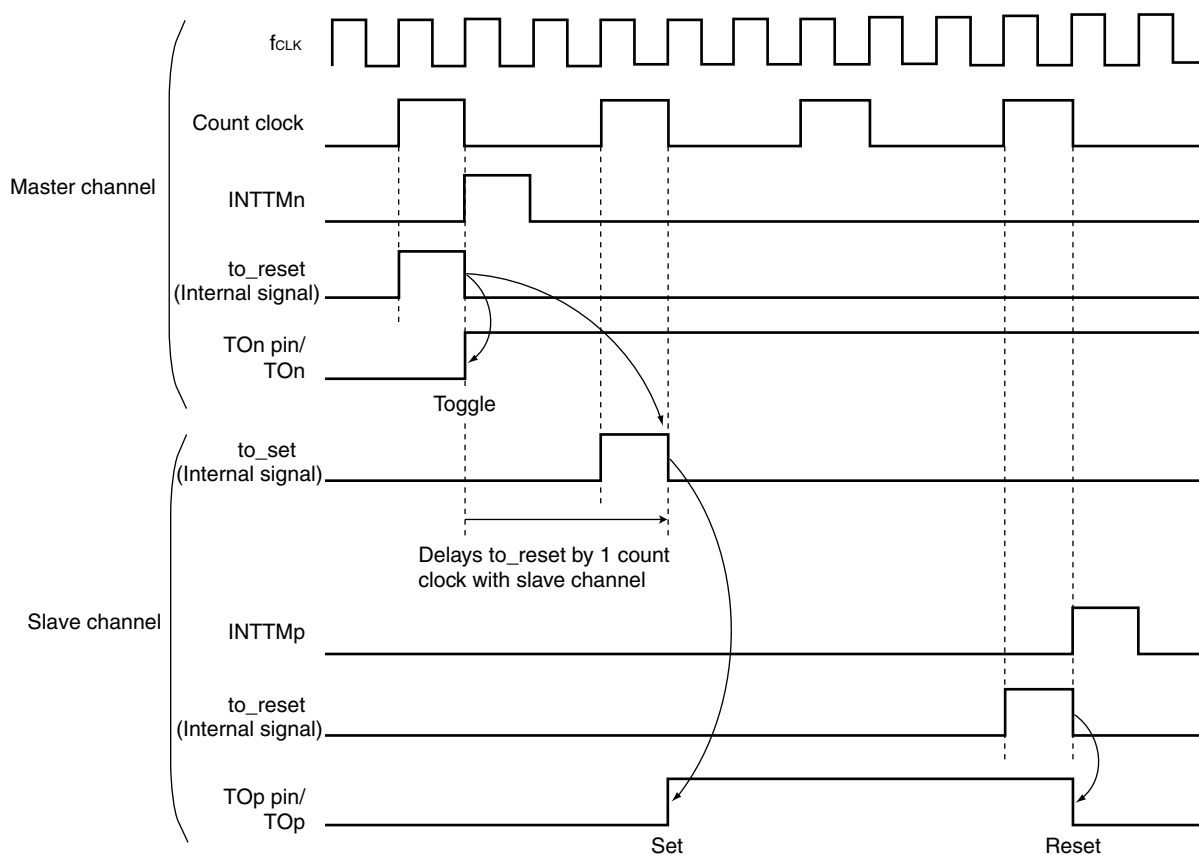 fCLK
Count clock
Master channel
INTTMn
to_reset
(Internal signal)
TOn pin/
TOn
Toggle
to_set
(Internal signal)
Delays to_reset by 1 count
clock with slave channel
Slave channel
INTTMp
to_reset
(Internal signal)
TOp pin/
TOp
Set
Reset